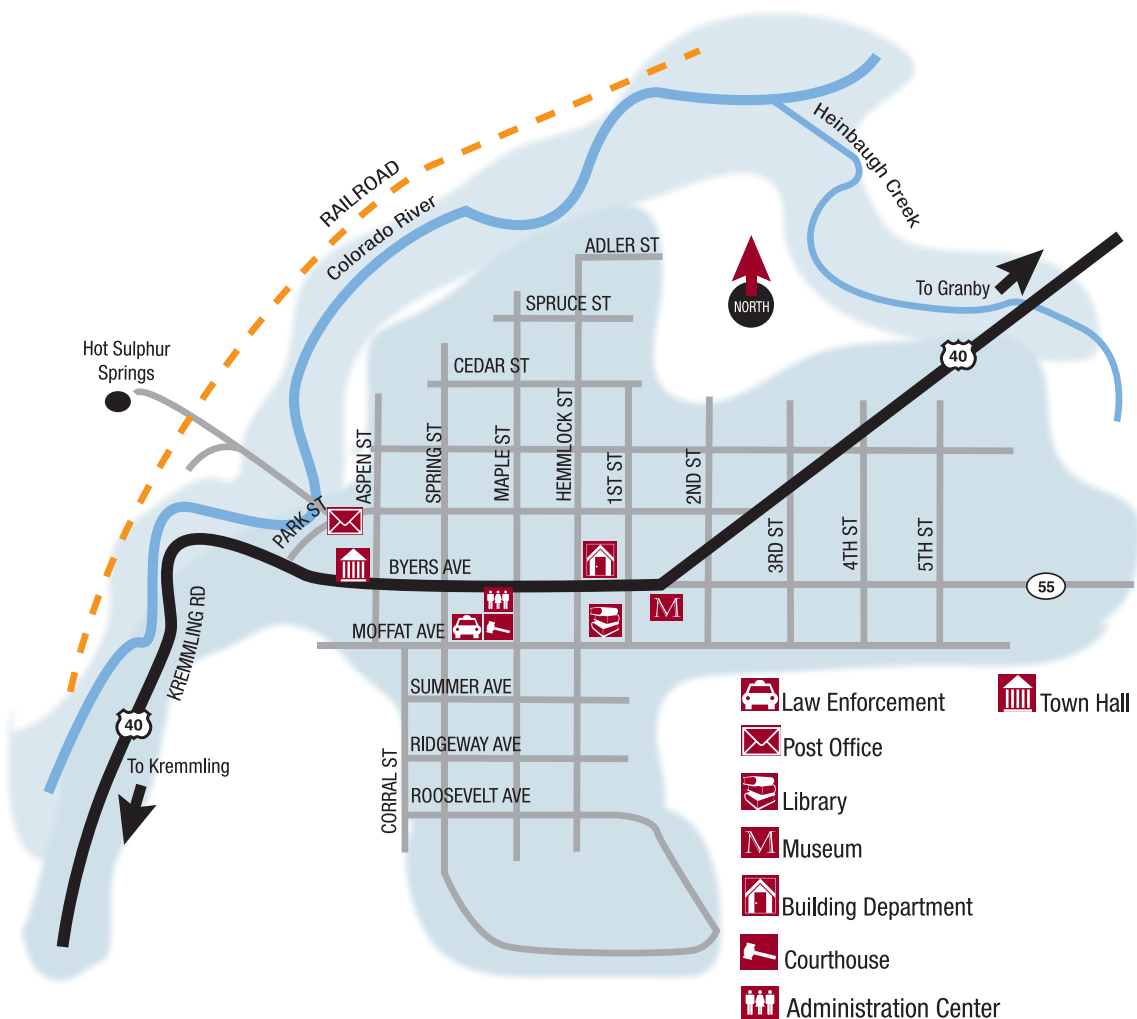 RAILROAD
Colorado River
Heinbaugh Creek
ADLER ST
NORTH
To Granby
SPRUCE ST
40
Hot Sulphur
Springs
CEDAR ST
ASPEN ST
SPRING ST
MAPLE ST
HEMMLOCK ST
1ST ST
2ND ST
3RD ST
4TH ST
5TH ST
PARK ST
BYERS AVE
55
M
MOFFAT AVE
KREMMLING RD
SUMMER AVE
40
To Kremmling
RIDGEWAY AVE
CORRAL ST
ROOSEVELT AVE
Law Enforcement
Town Hall
Post Office
Library
M Museum
Building Department
Courthouse
Administration Center